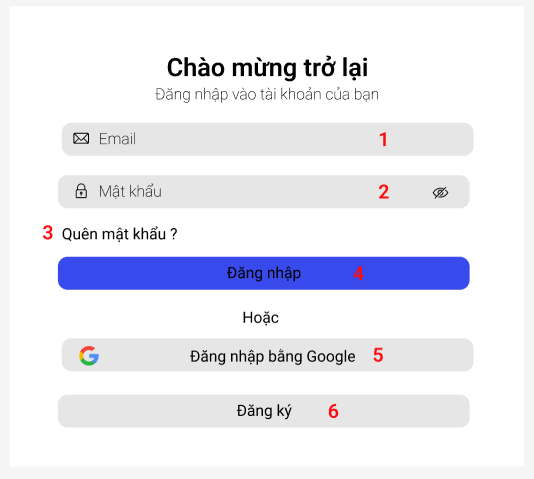 Chào mừng trở lại
Đăng nhập vào tài khoản của bạn
Email 1
Mật khẩu 2
3 Quên mật khẩu ?
Đăng nhập 4
Hoặc
Đăng nhập bằng Google 5
Đăng ký 6